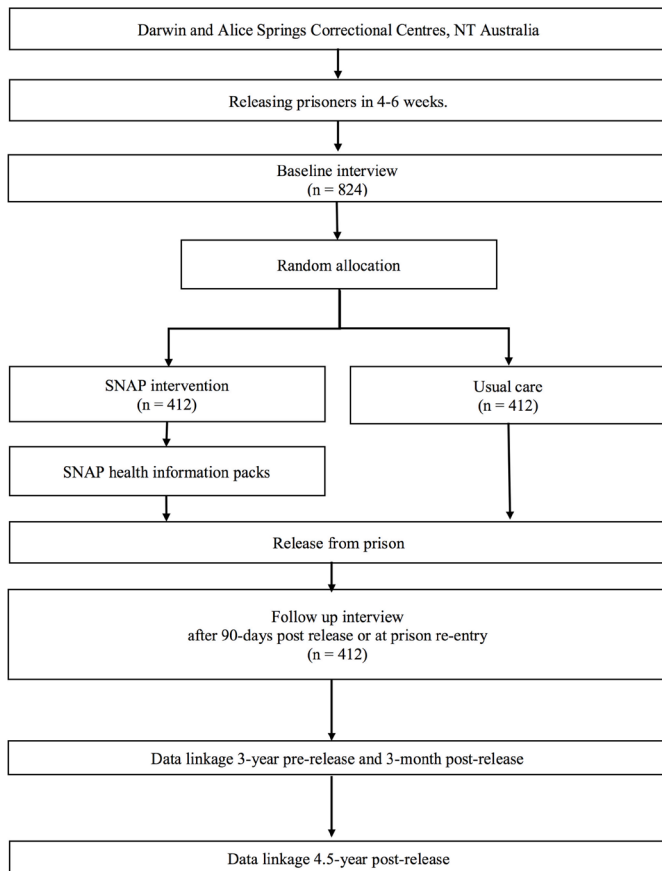 Darwin and Alice Springs Correctional Centres, NT Australia
Releasing prisoners in 4-6 weeks.
Baseline interview
(n = 824)
Random allocation
SNAP intervention
(n = 412)
Usual care
(n = 412)
SNAP health information packs
Release from prison
Follow up interview
after 90-days post release or at prison re-entry
(n = 412)
Data linkage 3-year pre-release and 3-month post-release
Data linkage 4.5-year post-release